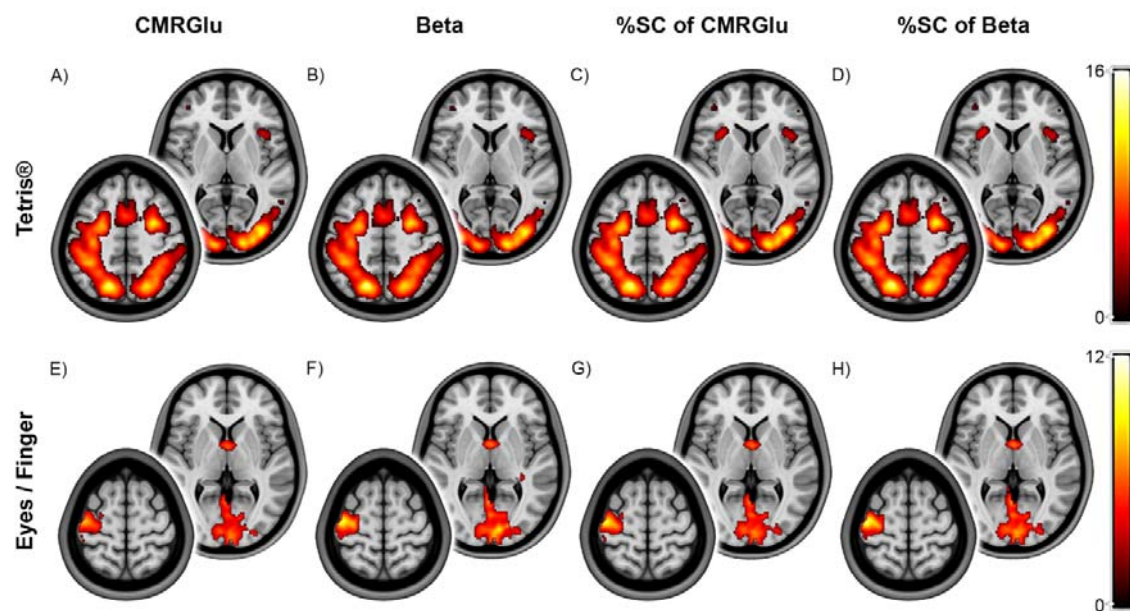 CMRGlu Beta %SC of CMRGlu %SC of Beta
A) B) C) D)
16
Tetris®
0
E) F) G) H)
12
Eyes / Finger
0